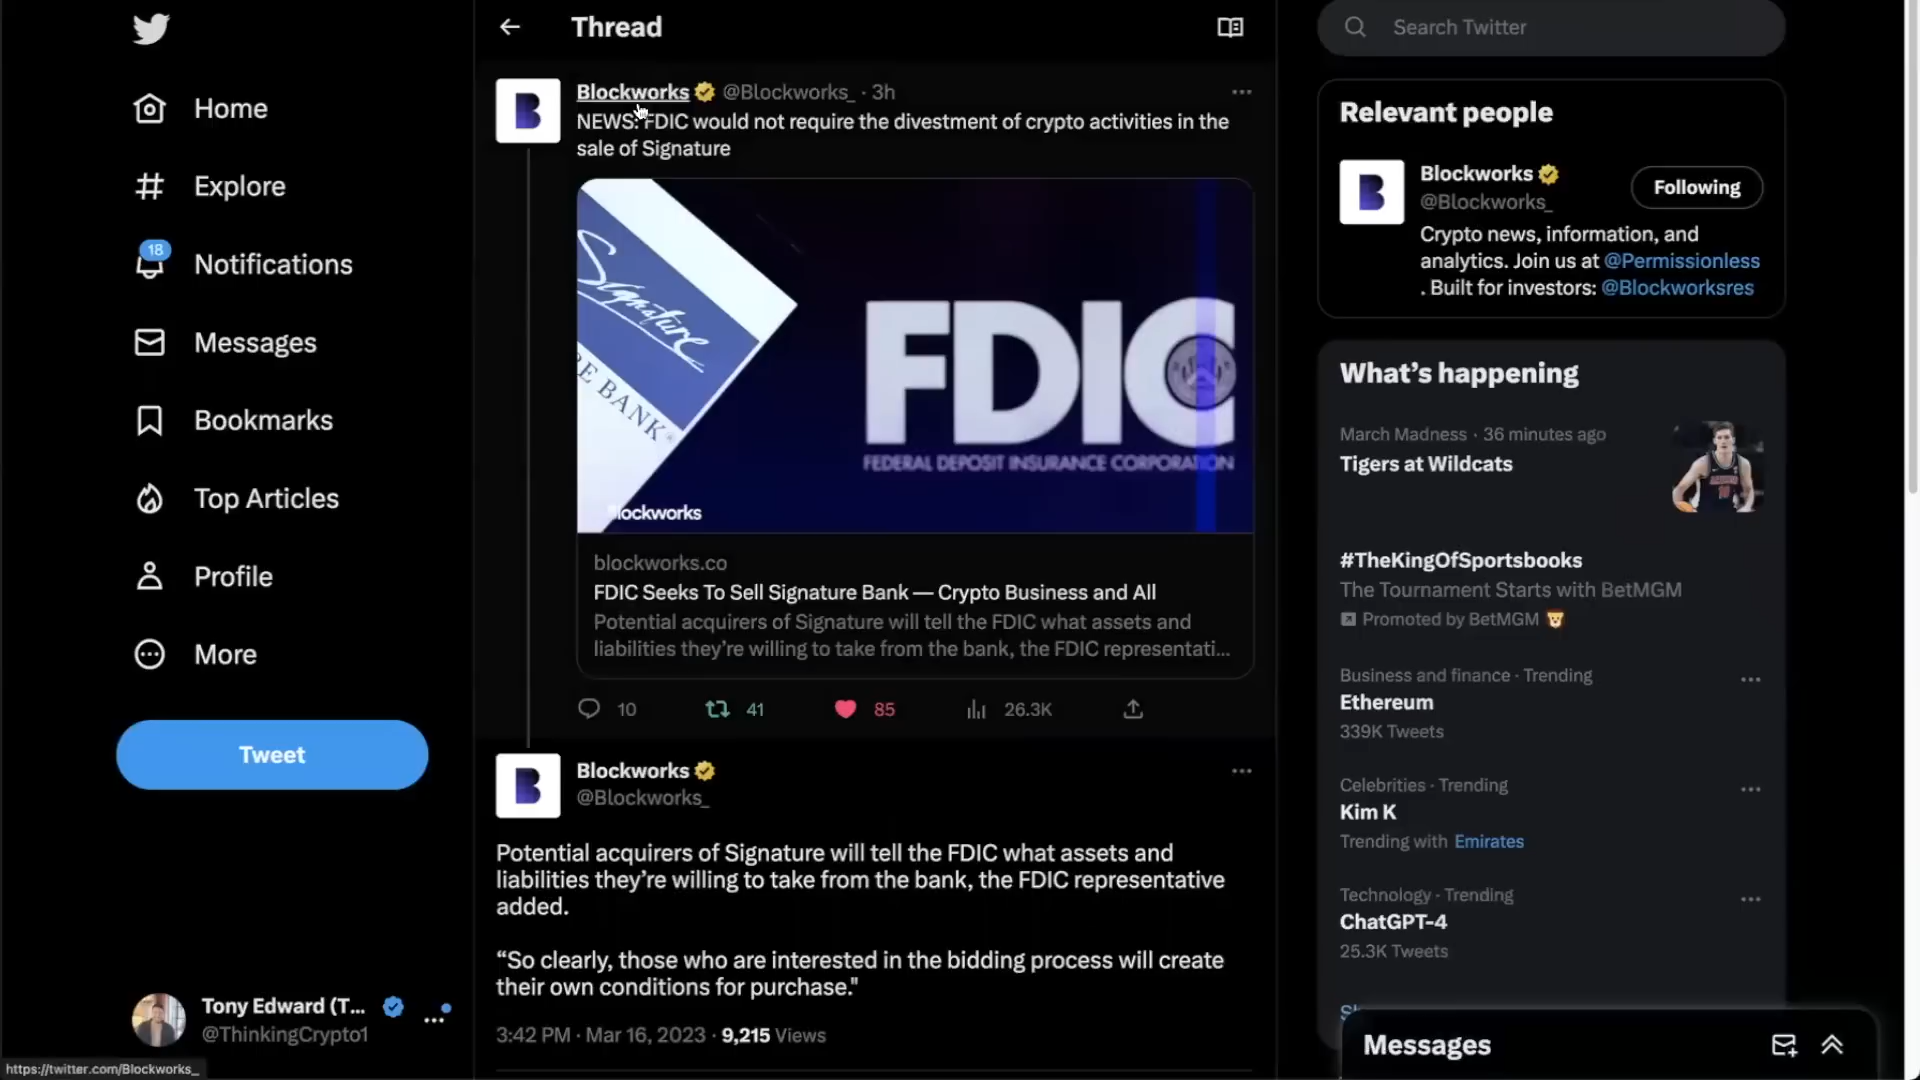 Home
Explore
18
Notifications
Messages
Bookmarks
Top Articles
Profile
More
Tweet
Tony Edward (T...
@ThinkingCrypto1
https://twitter.com/Blockworks_
Thread
Blockworks @Blockworks_ · 3h
NEWS: FDIC would not require the divestment of crypto activities in the
sale of Signature
Signature
RE BANK
FDIC
FEDERAL DEPOSIT INSURANCE CORPORATION
Blockworks
blockworks.co
FDIC Seeks To Sell Signature Bank — Crypto Business and All
Potential acquirers of Signature will tell the FDIC what assets and
liabilities they’re willing to take from the bank, the FDIC representati...
10
41
85
26.3K
Blockworks
@Blockworks_
Potential acquirers of Signature will tell the FDIC what assets and
liabilities they’re willing to take from the bank, the FDIC representative
added.
“So clearly, those who are interested in the bidding process will create
their own conditions for purchase."
3:42 PM · Mar 16, 2023 · 9,215 Views
Search Twitter
Relevant people
Blockworks
@Blockworks_
Following
Crypto news, information, and
analytics. Join us at @Permissionless
. Built for investors: @Blockworksres
What’s happening
March Madness · 36 minutes ago
Tigers at Wildcats
#TheKingOfSportsbooks
The Tournament Starts with BetMGM
Promoted by BetMGM
Business and finance · Trending
Ethereum
339K Tweets
Celebrities · Trending
Kim K
Trending with Emirates
Technology · Trending
ChatGPT-4
25.3K Tweets
Messages